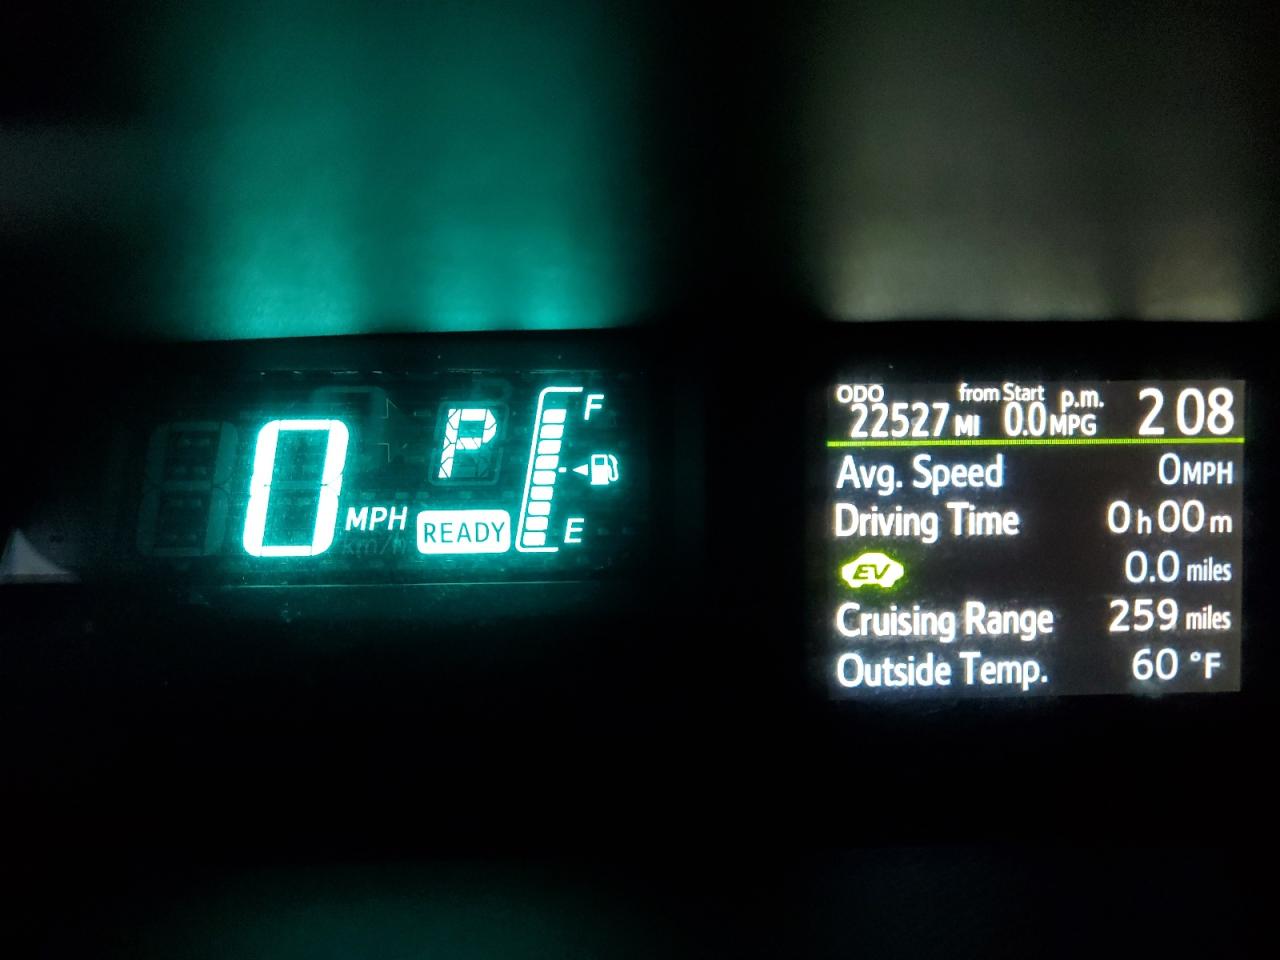 0 MPH
P
READY
F
E
ODO from Start p.m. 2 08
22527 MI 0.0 MPG
Avg. Speed 0 MPH
Driving Time 0 h 00 m
EV 0.0 miles
Cruising Range 259 miles
Outside Temp. 60 °F